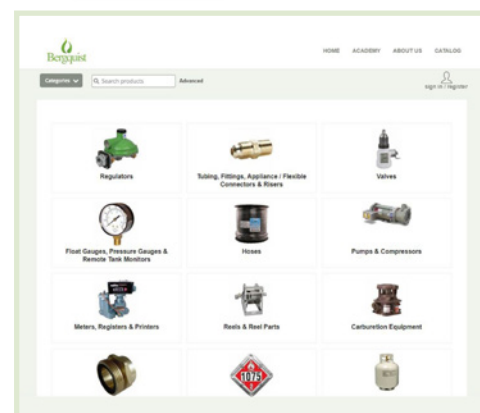 Bergquist
HOME ACADEMY ABOUT US CATALOG
Categories Search products Advanced
sign in / register
Regulators
Tubing, Fittings, Appliance / Flexible
Connectors & Risers
Valves
Float Gauges, Pressure Gauges &
Remote Tank Monitors
Hoses
Pumps & Compressors
Meters, Registers & Printers
Reels & Reel Parts
Carburetion Equipment
1075